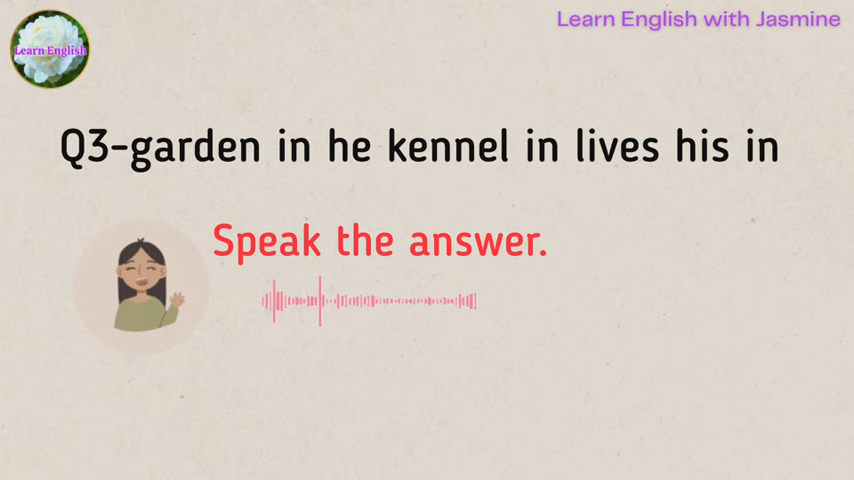 Learn English with Jasmine
Learn English
Q3-garden in he kennel in lives his in
Speak the answer.